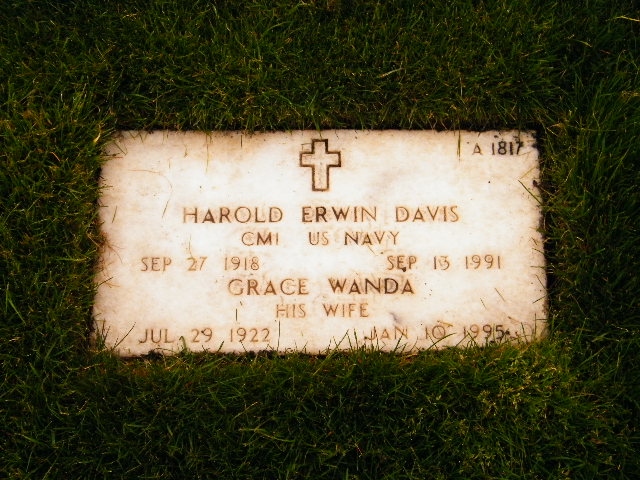 A 1817
HAROLD ERWIN DAVIS
CM1 US NAVY
SEP 27 1918 SEP 13 1991
GRACE WANDA
HIS WIFE
JUL 29 1922 JAN 10 1995